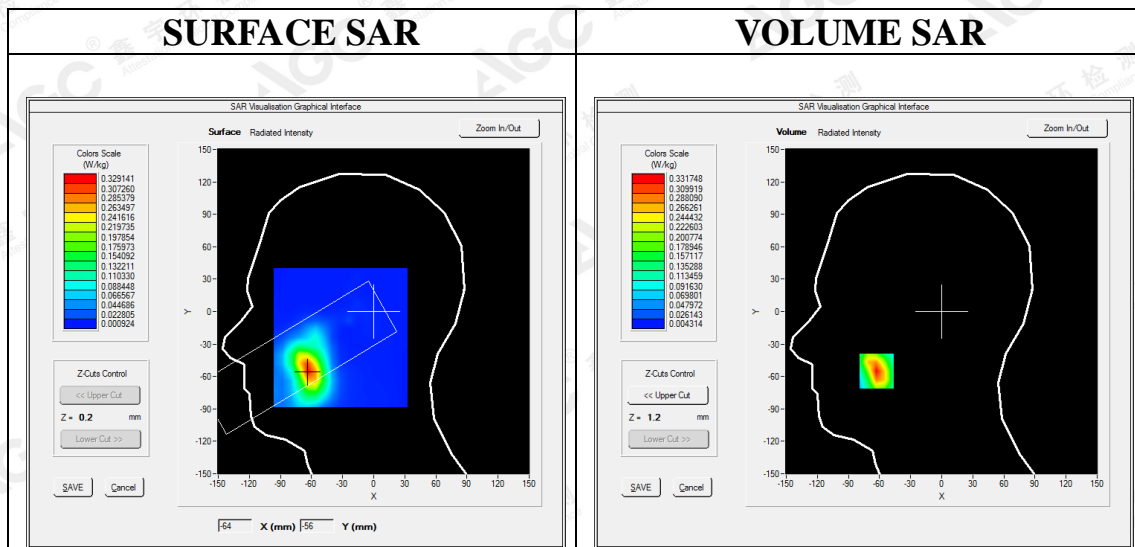 SURFACE SAR
VOLUME SAR
SAR Visualisation Graphical Interface
Surface Radiated Intensity
Zoom In/Out
Colors Scale
(W/kg)
0.329141
0.307260
0.285379
0.263497
0.241616
0.219735
0.197854
0.175973
0.154092
0.132211
0.110330
0.088448
0.066567
0.044686
0.022805
0.000924
Z-Cuts Control
<< Upper Cut
Z = 0.2 mm
Lower Cut >>
SAVE Cancel
150
120
90
60
30
0
-30
-60
-90
-120
-150
Y
-150 -120 -90 -60 -30 0 30 60 90 120 150
X
-64 X (mm) -56 Y (mm)
SAR Visualisation Graphical Interface
Volume Radiated Intensity
Zoom In/Out
Colors Scale
(W/kg)
0.331748
0.309919
0.288090
0.266261
0.244432
0.222603
0.200774
0.178946
0.157117
0.135288
0.113459
0.091630
0.069801
0.047972
0.026143
0.004314
Z-Cuts Control
<< Upper Cut
Z = 1.2 mm
Lower Cut >>
SAVE Cancel
150
120
90
60
30
0
-30
-60
-90
-120
-150
Y
-150 -120 -90 -60 -30 0 30 60 90 120 150
X